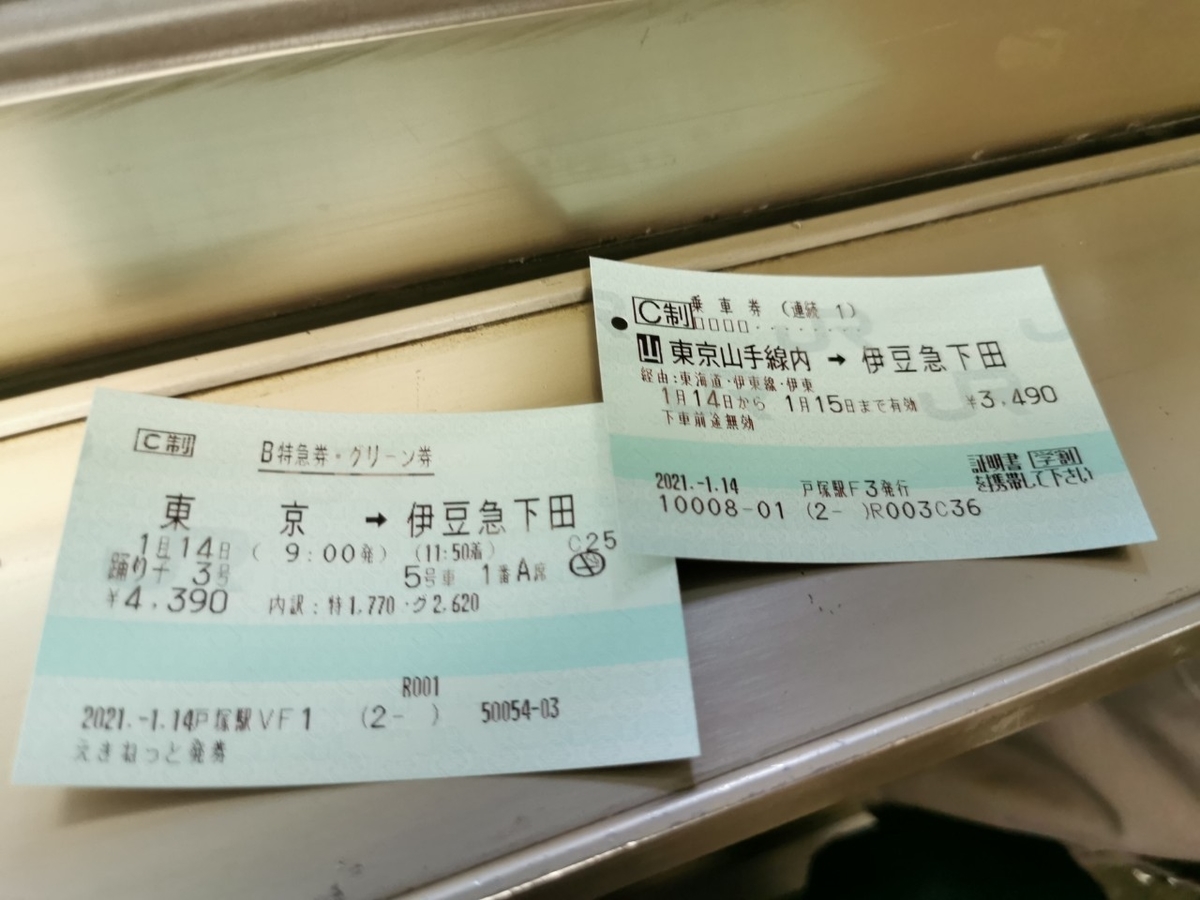 C制
B特急券・グリーン券
東 京 → 伊豆急下田
1月14日 ( 9:00発) (11:50着) C25
踊り子 3号 5号車 1番A席
¥4,390 内訳:特1,770・グ2,620
R001
2021.-1.14戸塚駅VF1 (2- ) 50054-03
えきねっと発券
C制 乗車券 (連続 1)
□□□□・・・・・・
山 東京山手線内 → 伊豆急下田
経由:東海道・伊東線・伊東
1月14日から 1月15日まで有効 ¥3,490
下車前途無効
証明書 学割
を携帯して下さい
2021.-1.14 戸塚駅F3発行
10008-01 (2- )R003C36